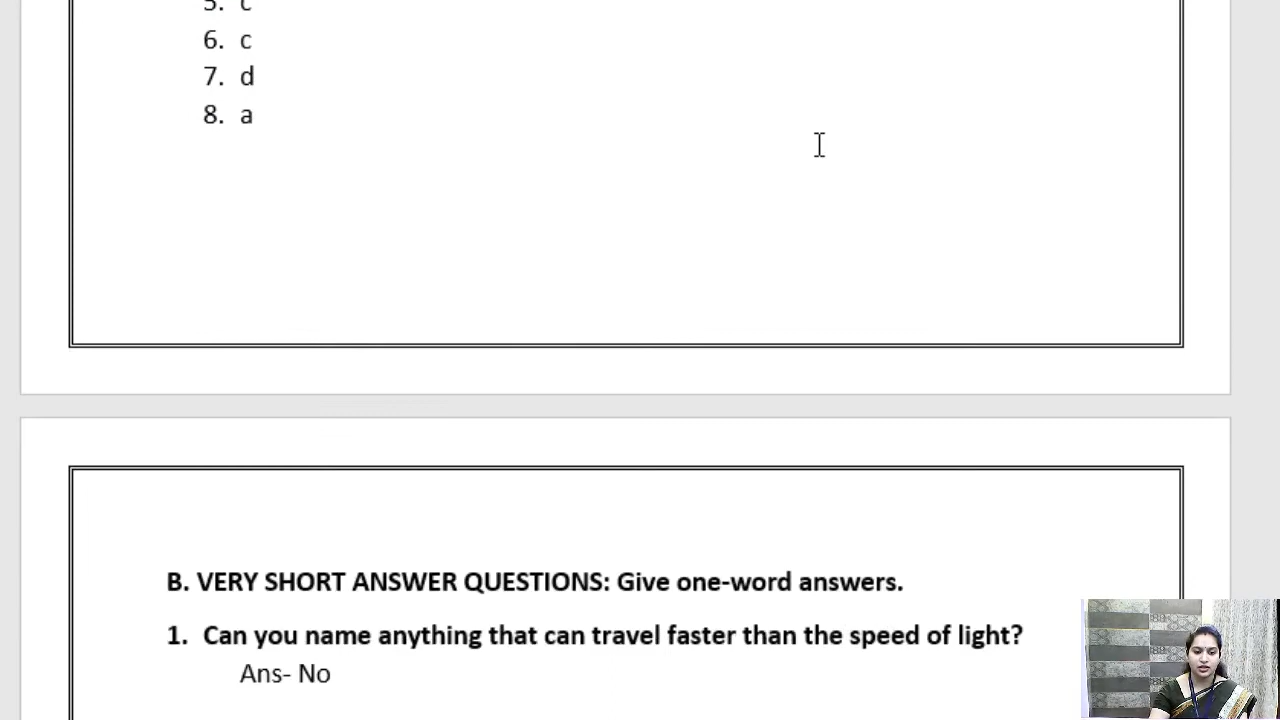 5. c
6. c
7. d
8. a
B. VERY SHORT ANSWER QUESTIONS: Give one-word answers.
1. Can you name anything that can travel faster than the speed of light?
Ans- No